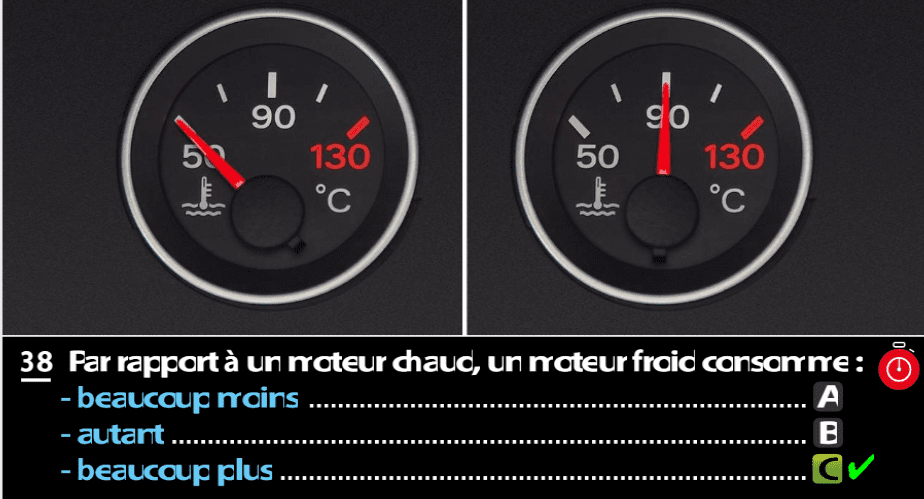 90
50 130
°C
90
50 130
°C
38 Par rapport à un moteur chaud, un moteur froid consomme :
- beaucoup moins ........ A
- autant ........ B
- beaucoup plus ........ C